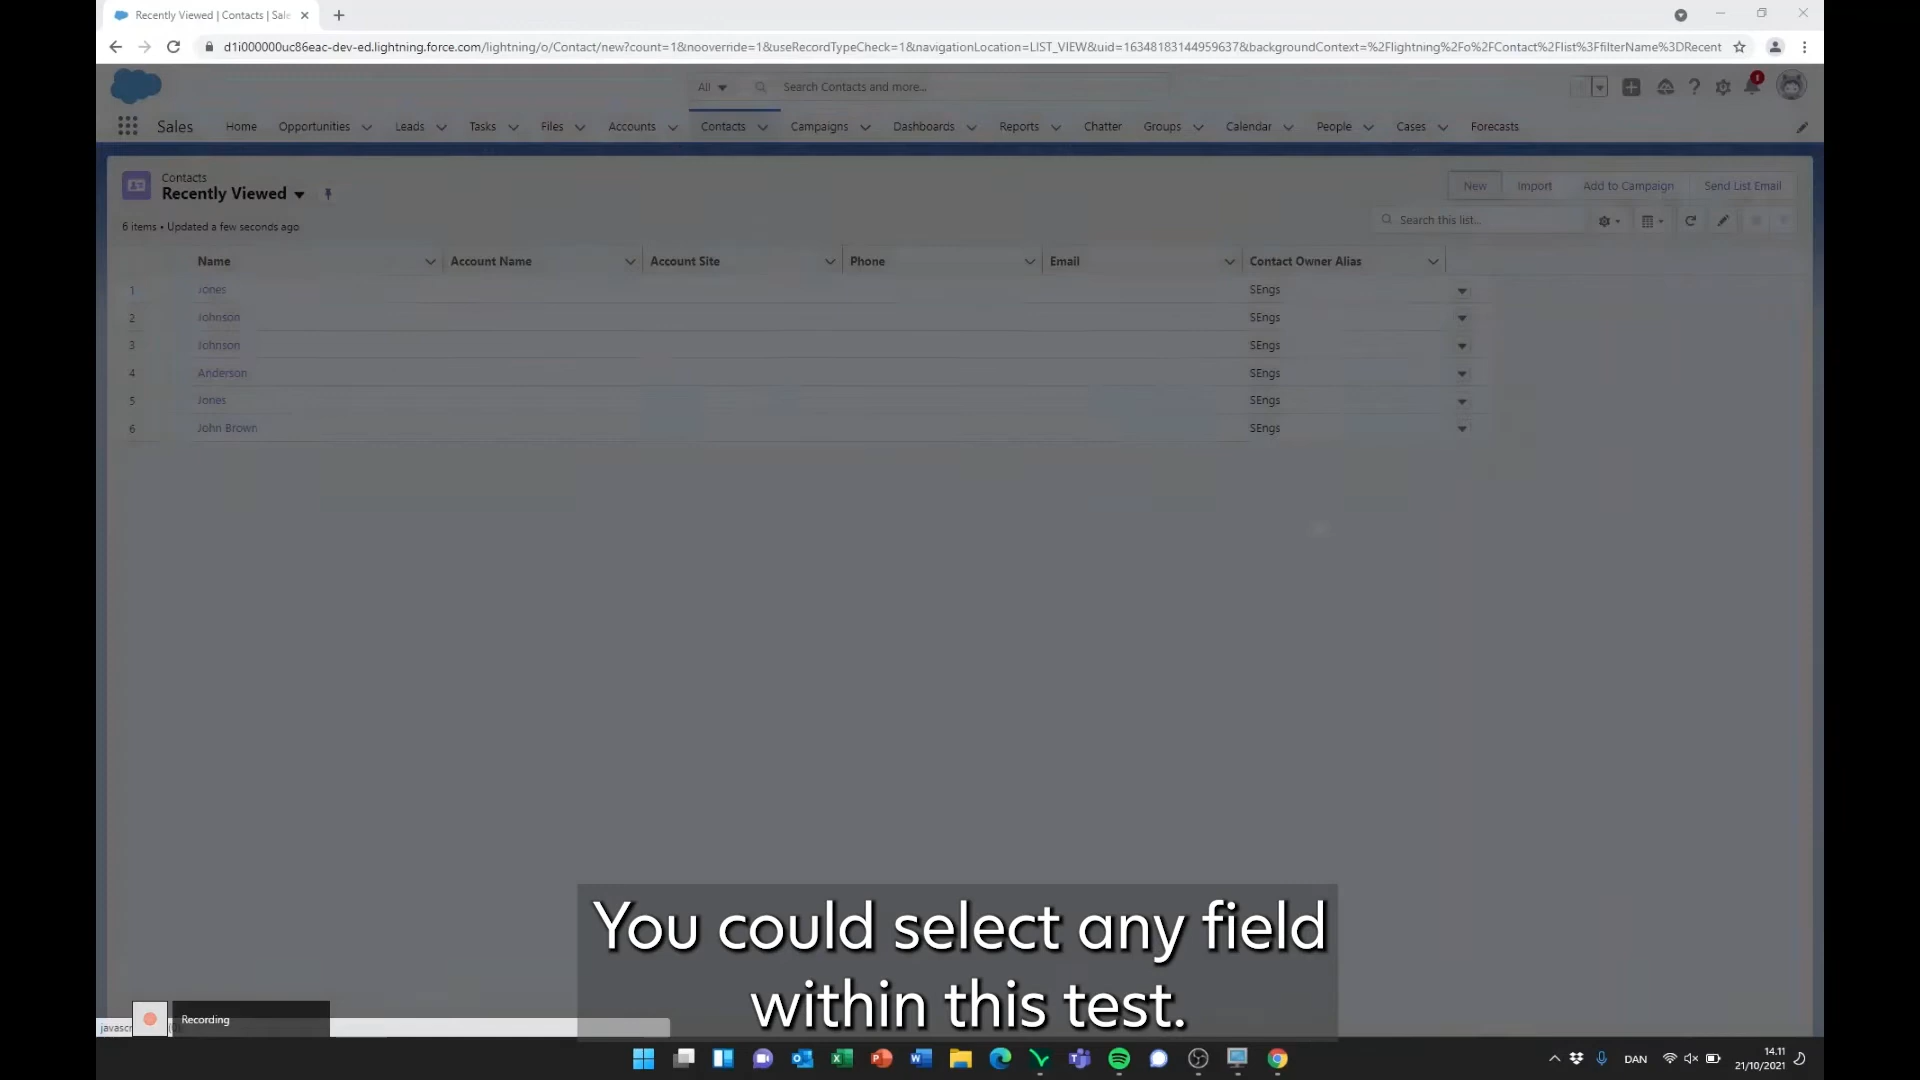 Recently Viewed | Contacts | Sale
d1i000000uc86eac-dev-ed.lightning.force.com/lightning/o/Contact/new?count=1&nooverride=1&useRecordTypeCheck=1&navigationLocation=LIST_VIEW&uid=163481831449596378&backgroundContext=%2Flightning%2Fo%2FContact%2Flist%3FfilterName%3DRecent
All
Search Contacts and more...
1
Sales Home Opportunities Leads Tasks Files Accounts Contacts Campaigns Dashboards Reports Chatter Groups Calendar People Cases Forecasts
Contacts
Recently Viewed
New Import Add to Campaign Send List Email
6 items • Updated a few seconds ago
Search this list...
Name Account Name Account Site Phone Email Contact Owner Alias
1 Jones SEngs
2 Johnson SEngs
3 Johnson SEngs
4 Anderson SEngs
5 Jones SEngs
6 John Brown SEngs
You could select any field
within this test.
Recording
javascr
DAN
14.11
21/10/2021